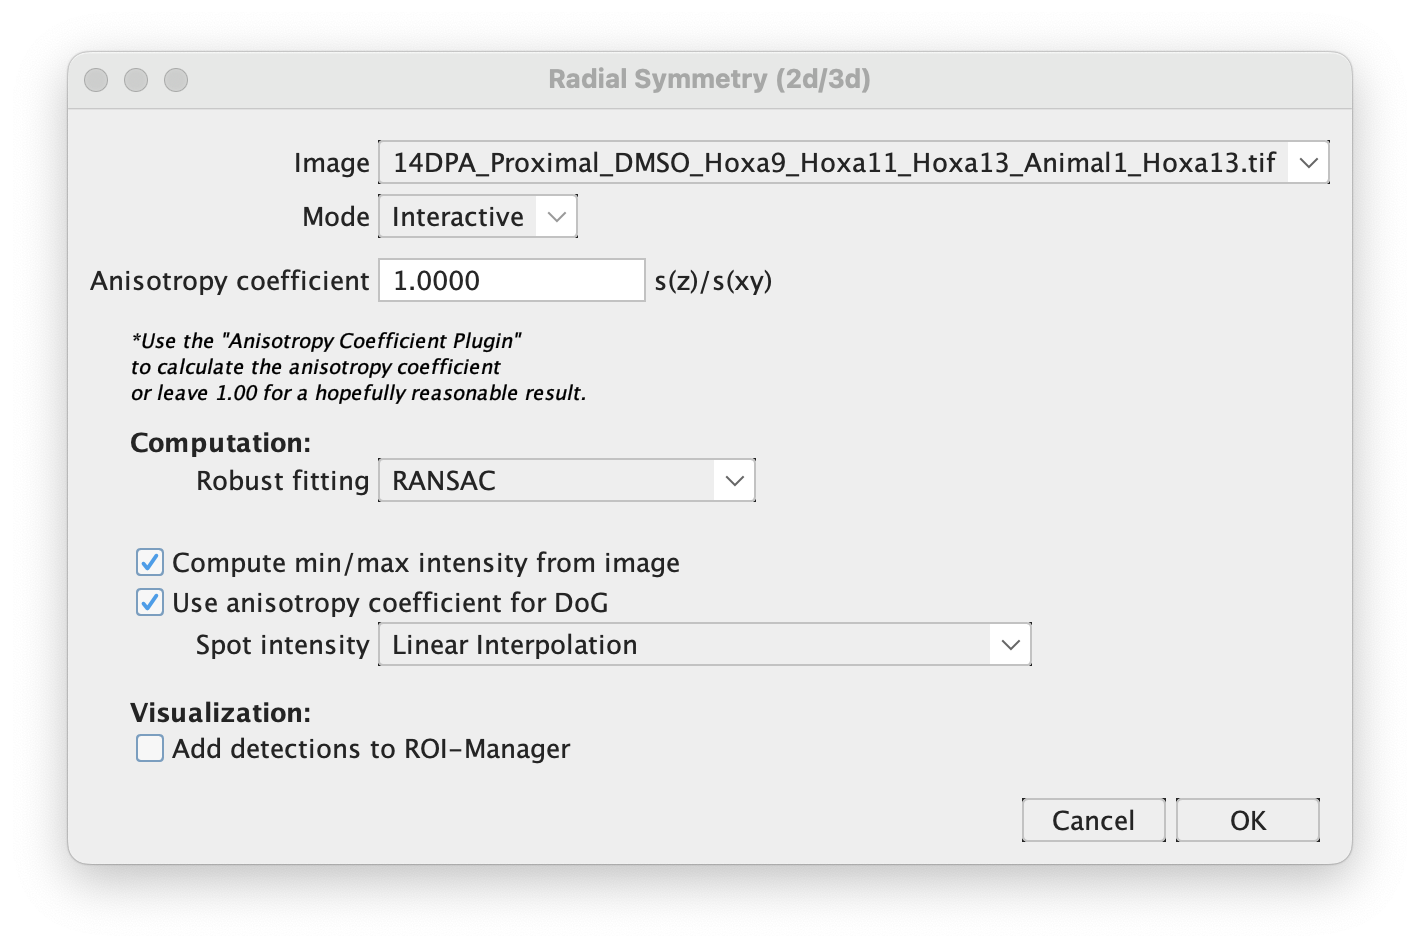 Radial Symmetry (2d/3d)
Image 14DPA_Proximal_DMSO_Hoxa9_Hoxa11_Hoxa13_Animal1_Hoxa13.tif
Mode Interactive
Anisotropy coefficient 1.0000 s(z)/s(xy)
*Use the "Anisotropy Coefficient Plugin"
to calculate the anisotropy coefficient
or leave 1.00 for a hopefully reasonable result.
Computation:
Robust fitting RANSAC
Compute min/max intensity from image
Use anisotropy coefficient for DoG
Spot intensity Linear Interpolation
Visualization:
Add detections to ROI-Manager
Cancel OK